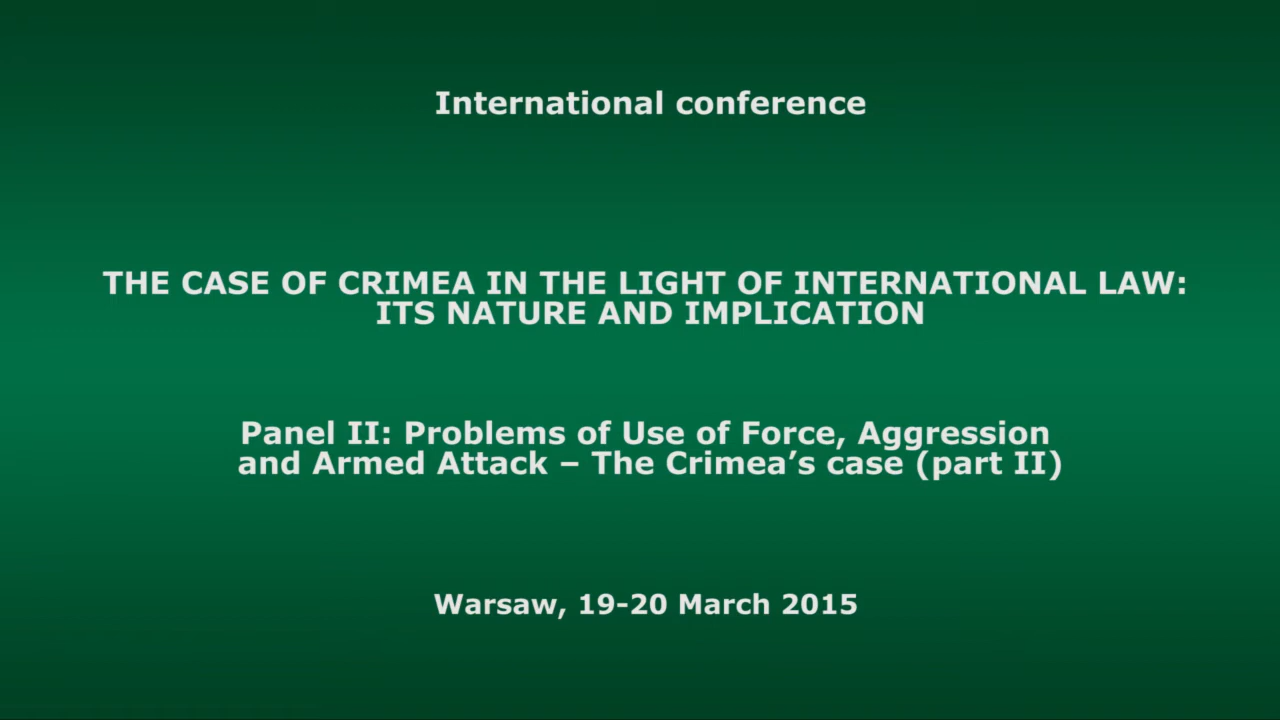 International conference
THE CASE OF CRIMEA IN THE LIGHT OF INTERNATIONAL LAW:
ITS NATURE AND IMPLICATION
Panel II: Problems of Use of Force, Aggression
and Armed Attack – The Crimea’s case (part II)
Warsaw, 19-20 March 2015